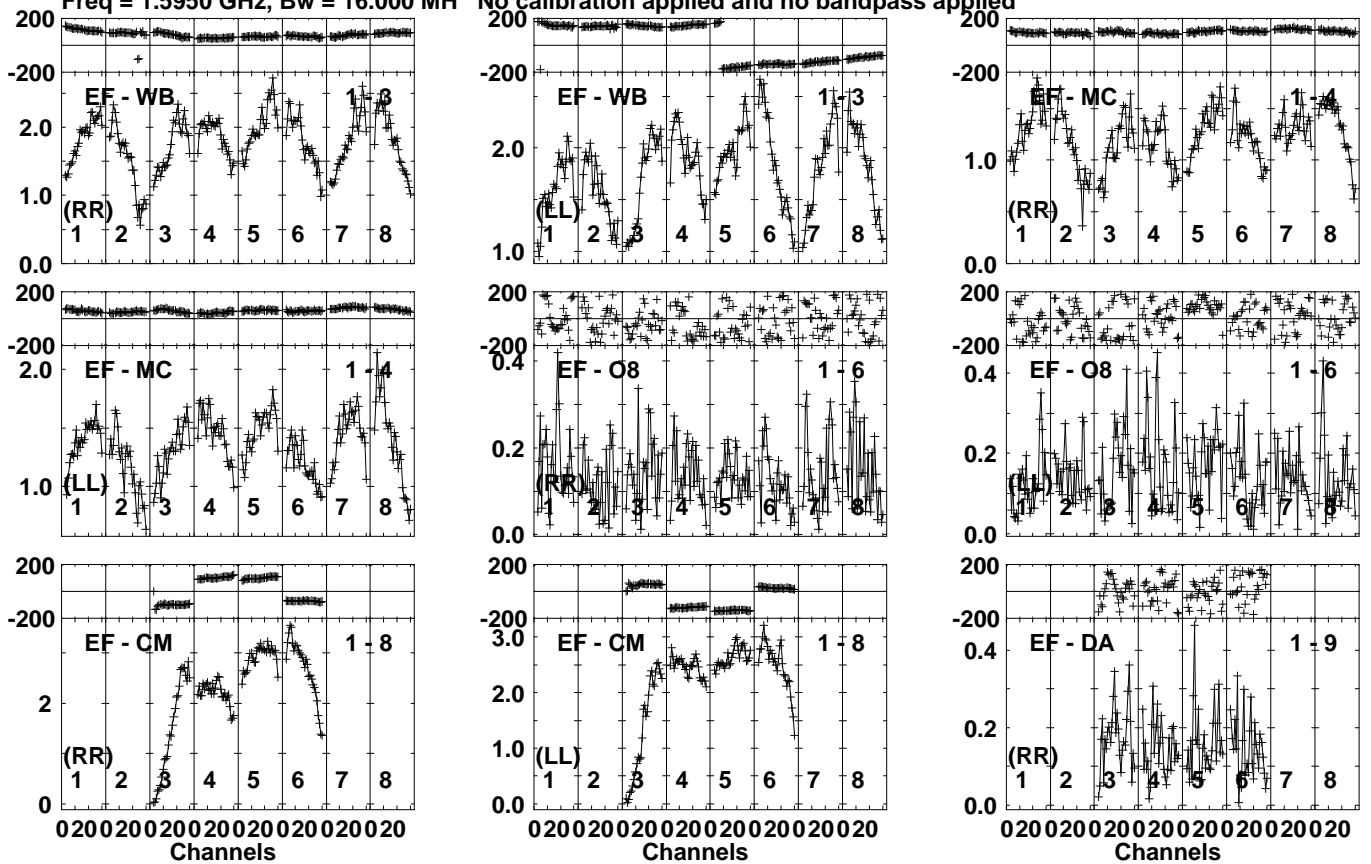 Freq = 1.5950 GHz, Bw = 16.000 MH No calibration applied and no bandpass applied
200
-200
EF - WB 1 - 3
2.0
1.0
(RR)
1 2 3 4 5 6 7 8
0.0
200
-200
EF - WB 1 - 3
2.0
(LL)
1.0
1 2 3 4 5 6 7 8
200
-200
EF - MC 1 - 4
1.0
(RR)
1 2 3 4 5 6 7 8
0.0
200
-200
2.0
EF - MC 1 - 4
1.0
(LL)
1 2 3 4 5 6 7 8
200
-200
0.4
EF - O8 1 - 6
0.2
(RR)
1 2 3 4 5 6 7 8
0.0
200
-200
EF - O8 1 - 6
0.4
0.2
(LL)
1 2 3 4 5 6 7 8
0.0
200
-200
EF - CM 1 - 8
2
(RR)
1 2 3 4 5 6 7 8
0
0 20 0 20 0 20 0 20 0 20 0 20 0 20 0 20
Channels
200
-200
3.0
EF - CM 1 - 8
2.0
1.0
(LL)
1 2 3 4 5 6 7 8
0.0
0 20 0 20 0 20 0 20 0 20 0 20 0 20 0 20
Channels
200
-200
EF - DA 1 - 9
0.4
0.2
(RR)
1 2 3 4 5 6 7 8
0.0
0 20 0 20 0 20 0 20 0 20 0 20 0 20 0 20
Channels